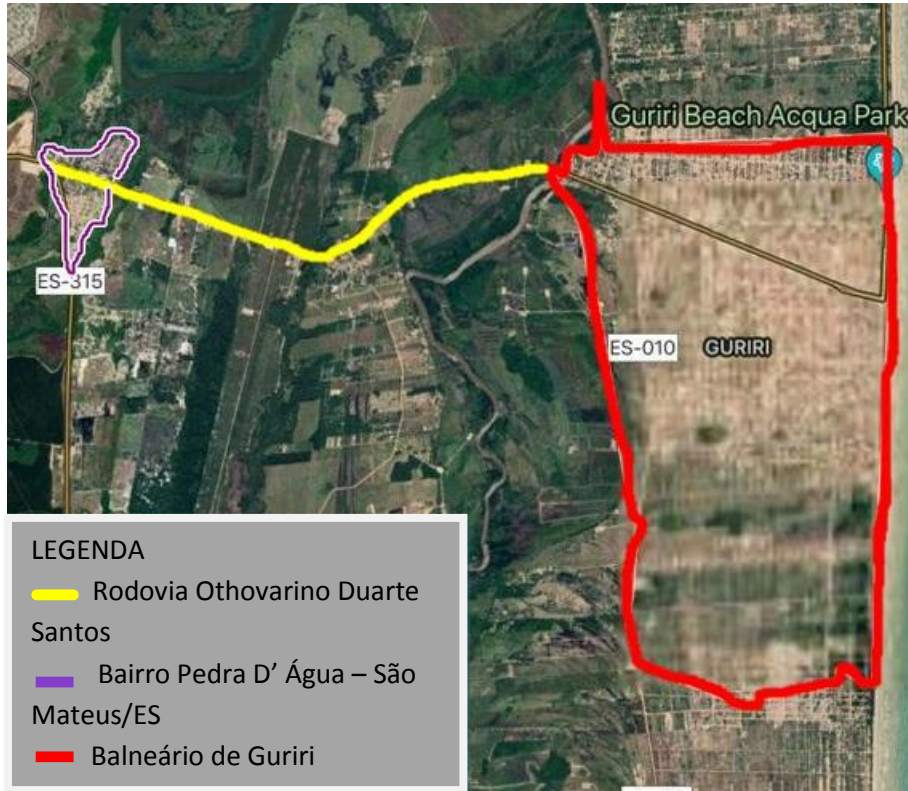 Guriri Beach Acqua Park
ES-315
ES-010 GURIRI
LEGENDA
Rodovia Othovarino Duarte
Santos
Bairro Pedra D’ Água – São
Mateus/ES
Balneário de Guriri